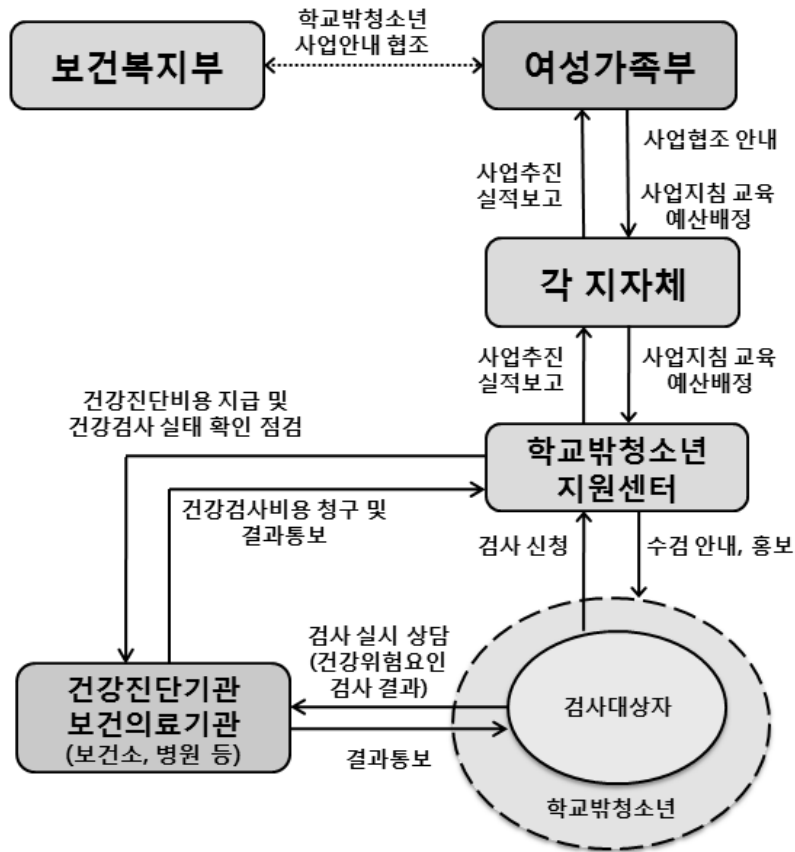 학교밖청소년
사업안내 협조
보건복지부
여성가족부
사업협조 안내
사업추진
실적보고
사업지침 교육
예산배정
각 지자체
사업추진
실적보고
사업지침 교육
예산배정
건강진단비용 지급 및
건강검사 실태 확인 점검
학교밖청소년
지원센터
건강검사비용 청구 및
결과통보
검사 신청
수검 안내, 홍보
검사 실시 상담
(건강위험요인
검사 결과)
건강진단기관
보건의료기관
(보건소, 병원 등)
검사대상자
결과통보
학교밖청소년